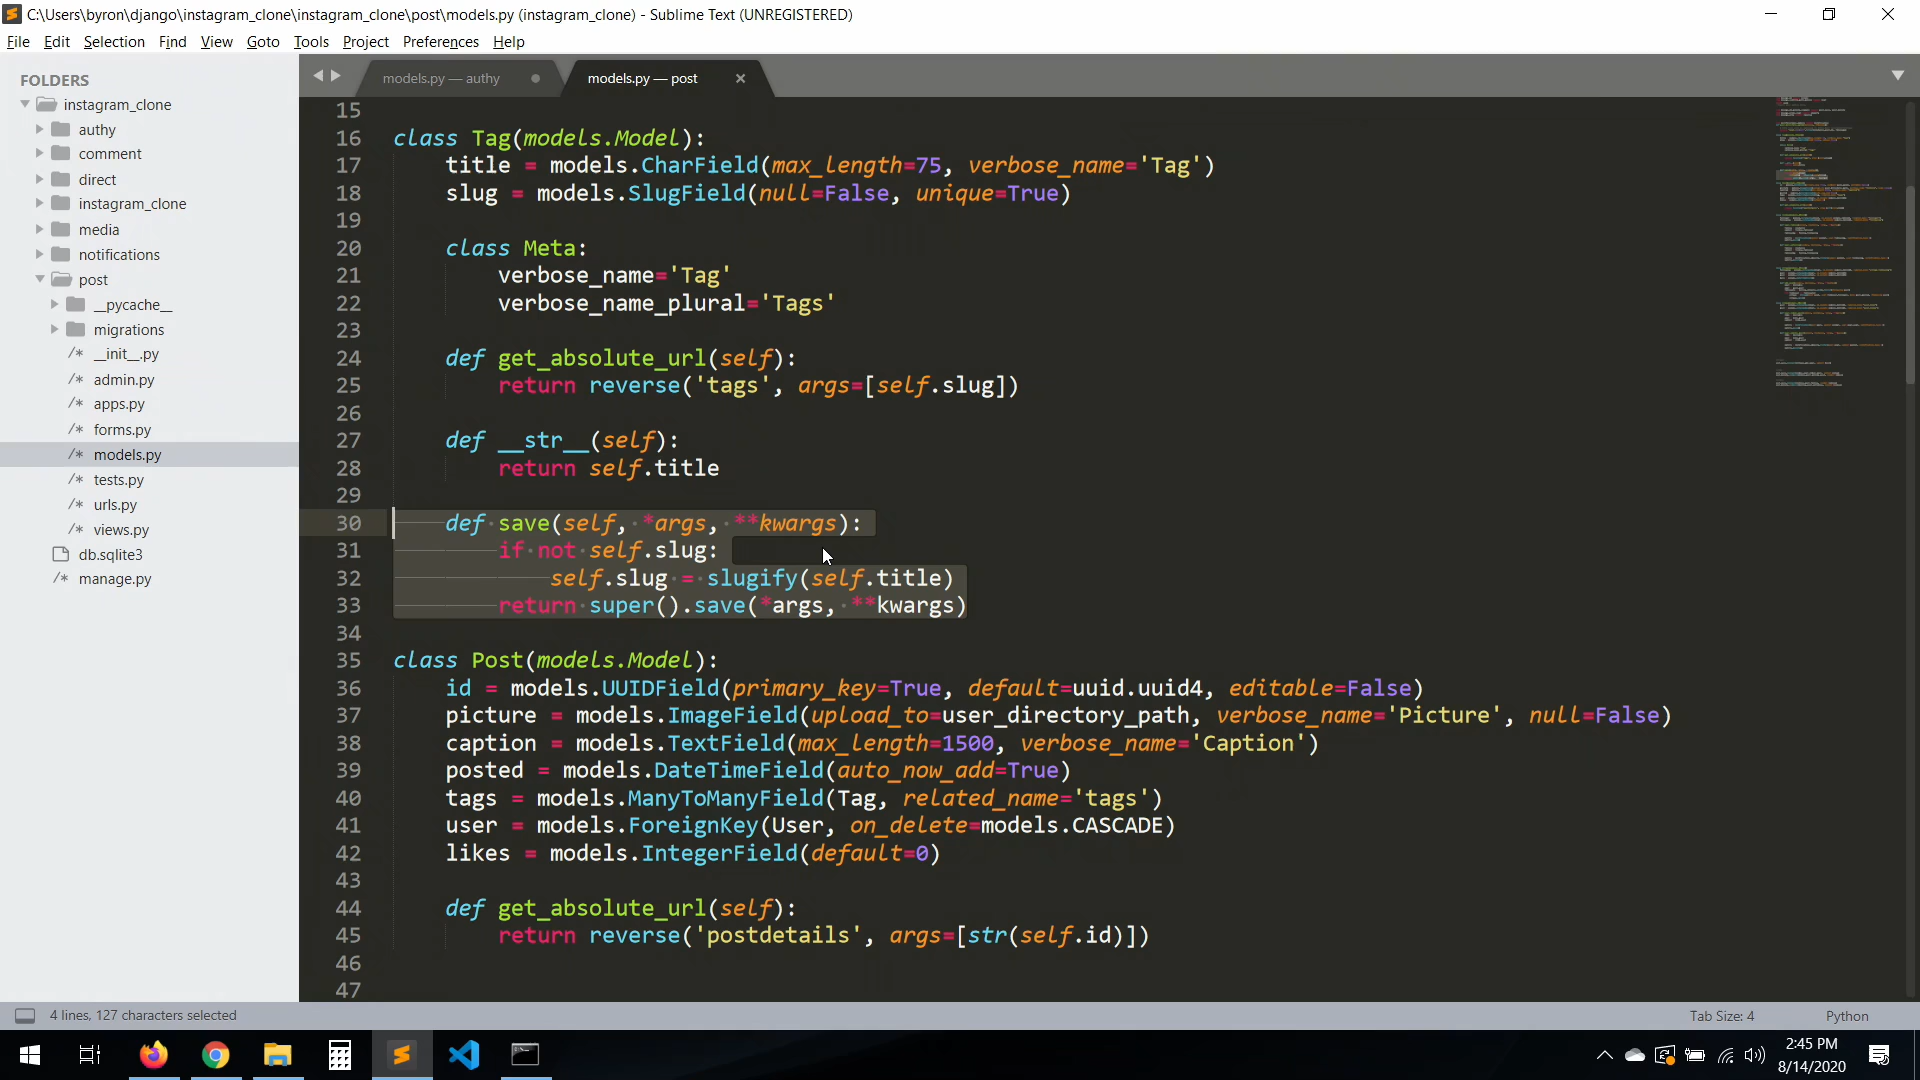 C:\Users\byron\django\instagram_clone\instagram_clone\post\models.py (instagram_clone) - Sublime Text (UNREGISTERED)
File Edit Selection Find View Goto Tools Project Preferences Help
FOLDERS
instagram_clone
authy
comment
direct
instagram_clone
media
notifications
post
__pycache__
migrations
/* __init__.py
/* admin.py
/* apps.py
/* forms.py
/* models.py
/* tests.py
/* urls.py
/* views.py
db.sqlite3
/* manage.py
models.py — authy
models.py — post
15
16 class Tag(models.Model):
17     title = models.CharField(max_length=75, verbose_name='Tag')
18     slug = models.SlugField(null=False, unique=True)
19
20     class Meta:
21         verbose_name='Tag'
22         verbose_name_plural='Tags'
23
24     def get_absolute_url(self):
25         return reverse('tags', args=[self.slug])
26
27     def __str__(self):
28         return self.title
29
30     def save(self, *args, **kwargs):
31         if not self.slug:
32             self.slug = slugify(self.title)
33         return super().save(*args, **kwargs)
34
35 class Post(models.Model):
36     id = models.UUIDField(primary_key=True, default=uuid.uuid4, editable=False)
37     picture = models.ImageField(upload_to=user_directory_path, verbose_name='Picture', null=False)
38     caption = models.TextField(max_length=1500, verbose_name='Caption')
39     posted = models.DateTimeField(auto_now_add=True)
40     tags = models.ManyToManyField(Tag, related_name='tags')
41     user = models.ForeignKey(User, on_delete=models.CASCADE)
42     likes = models.IntegerField(default=0)
43
44     def get_absolute_url(self):
45         return reverse('postdetails', args=[str(self.id)])
46
47
4 lines, 127 characters selected
Tab Size: 4
Python
2:45 PM
8/14/2020